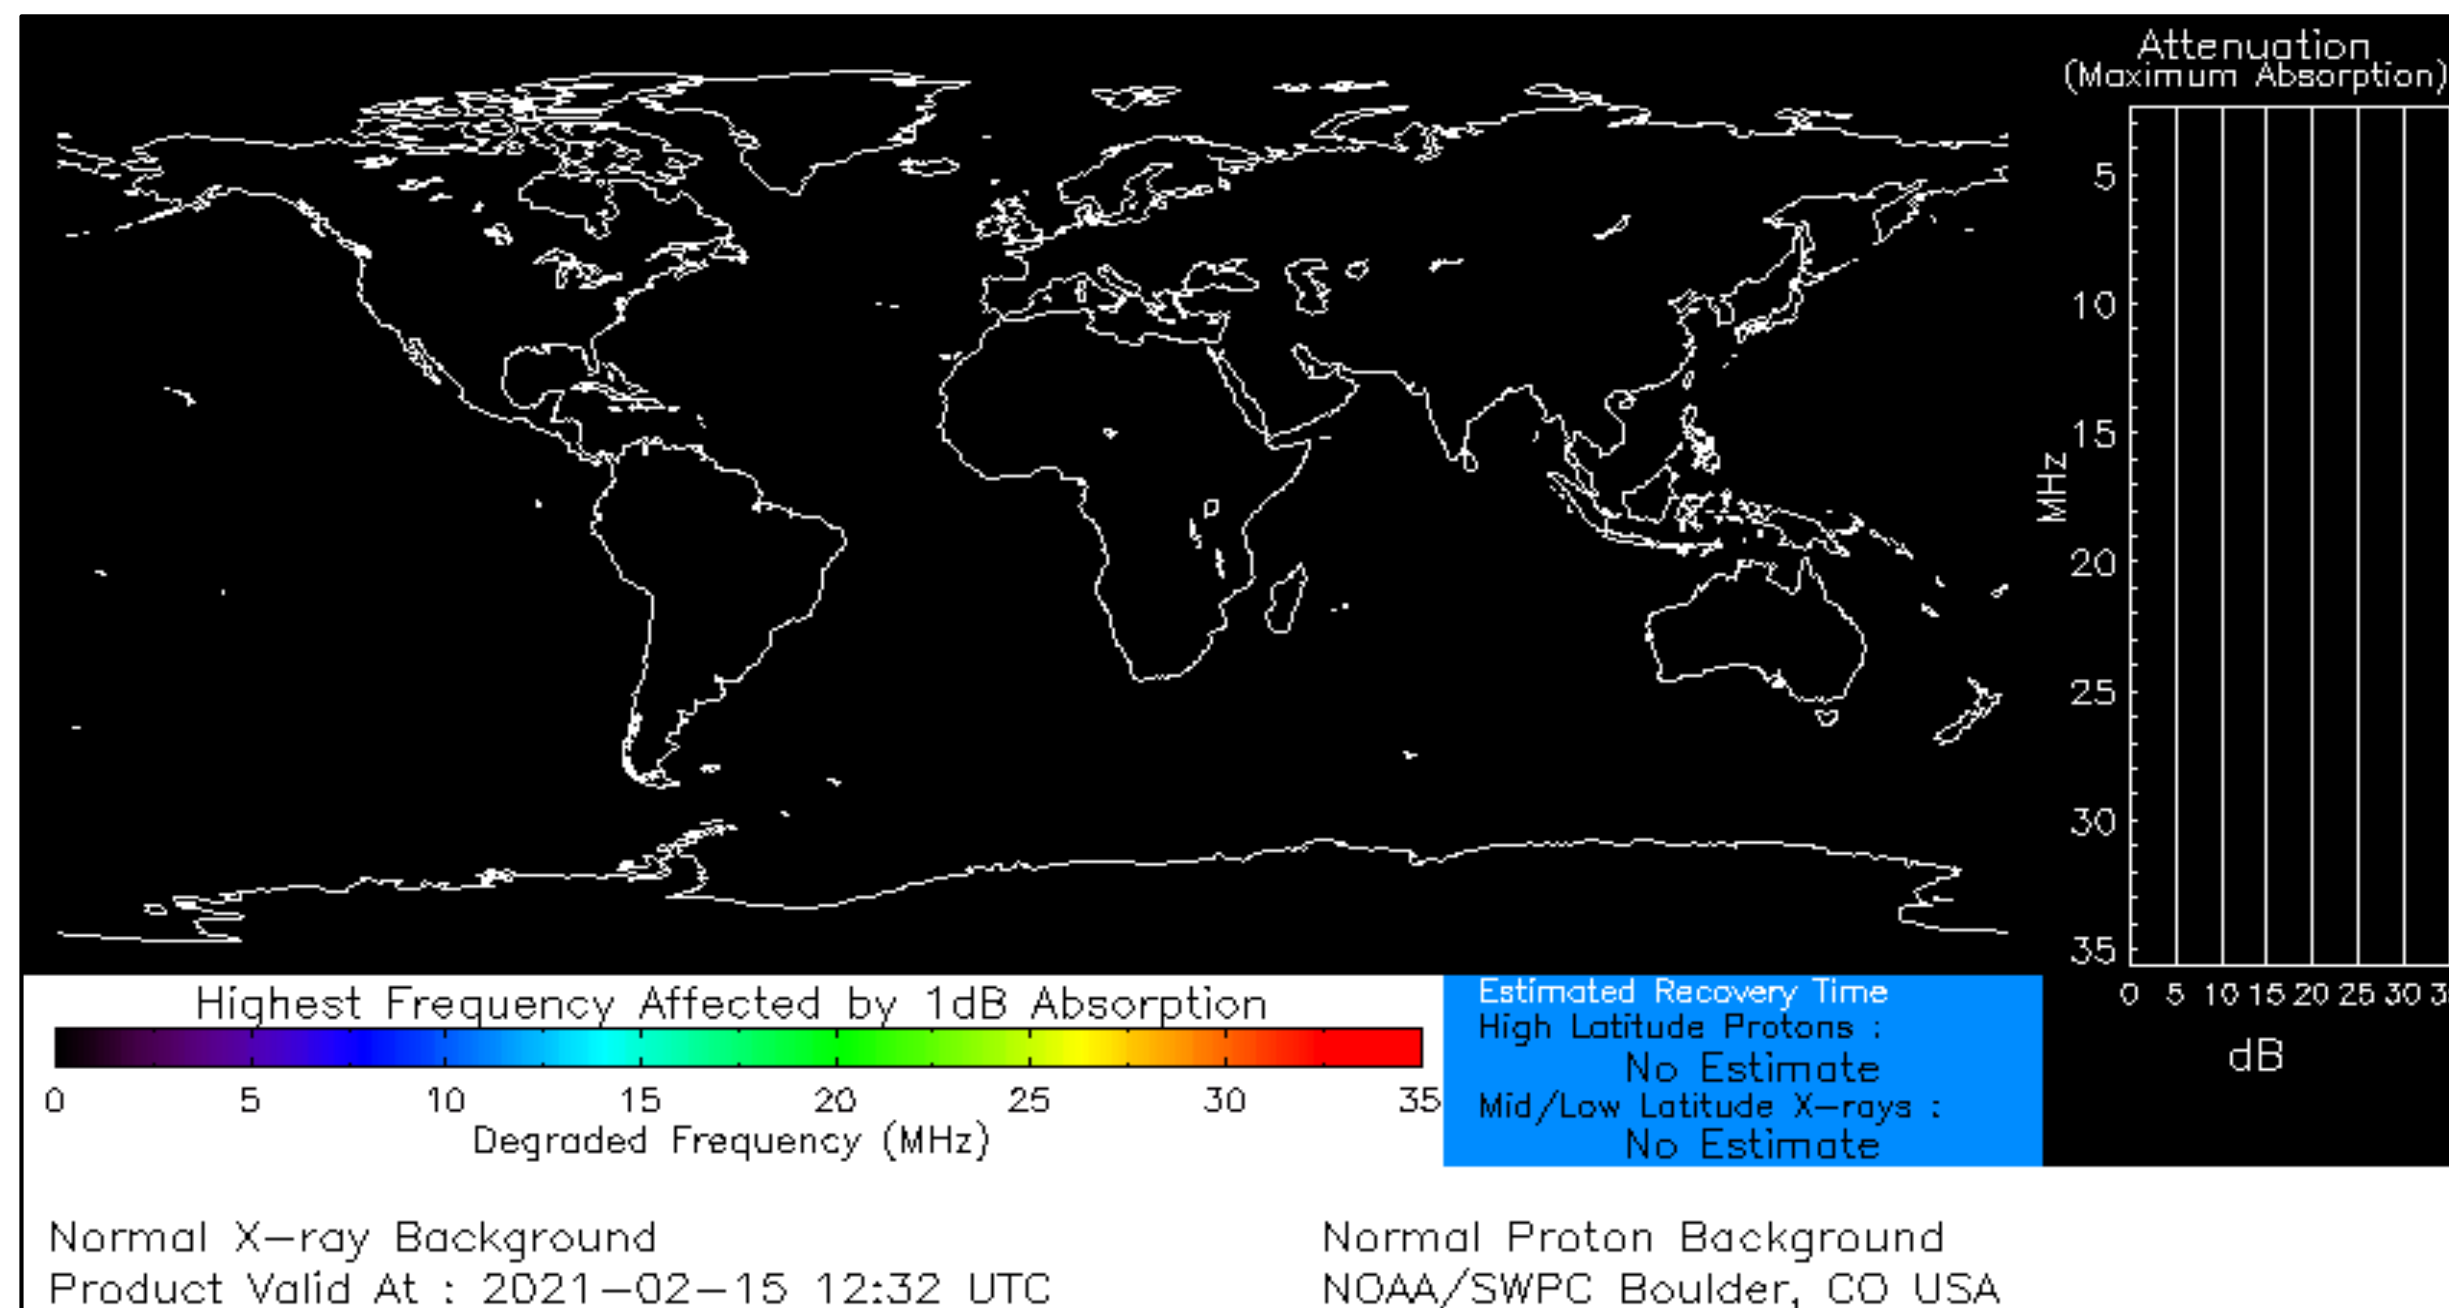 Attenuation
(Maximum Absorption)
5
10
15
20
25
30
35
MHz
0 5 10 15 20 25 30
dB
Highest Frequency Affected by 1dB Absorption
0 5 10 15 20 25 30 35
Degraded Frequency (MHz)
Estimated Recovery Time
High Latitude Protons :
No Estimate
Mid/Low Latitude X-rays :
No Estimate
Normal X-ray Background
Normal Proton Background
Product Valid At : 2021-02-15 12:32 UTC
NOAA/SWPC Boulder, CO USA